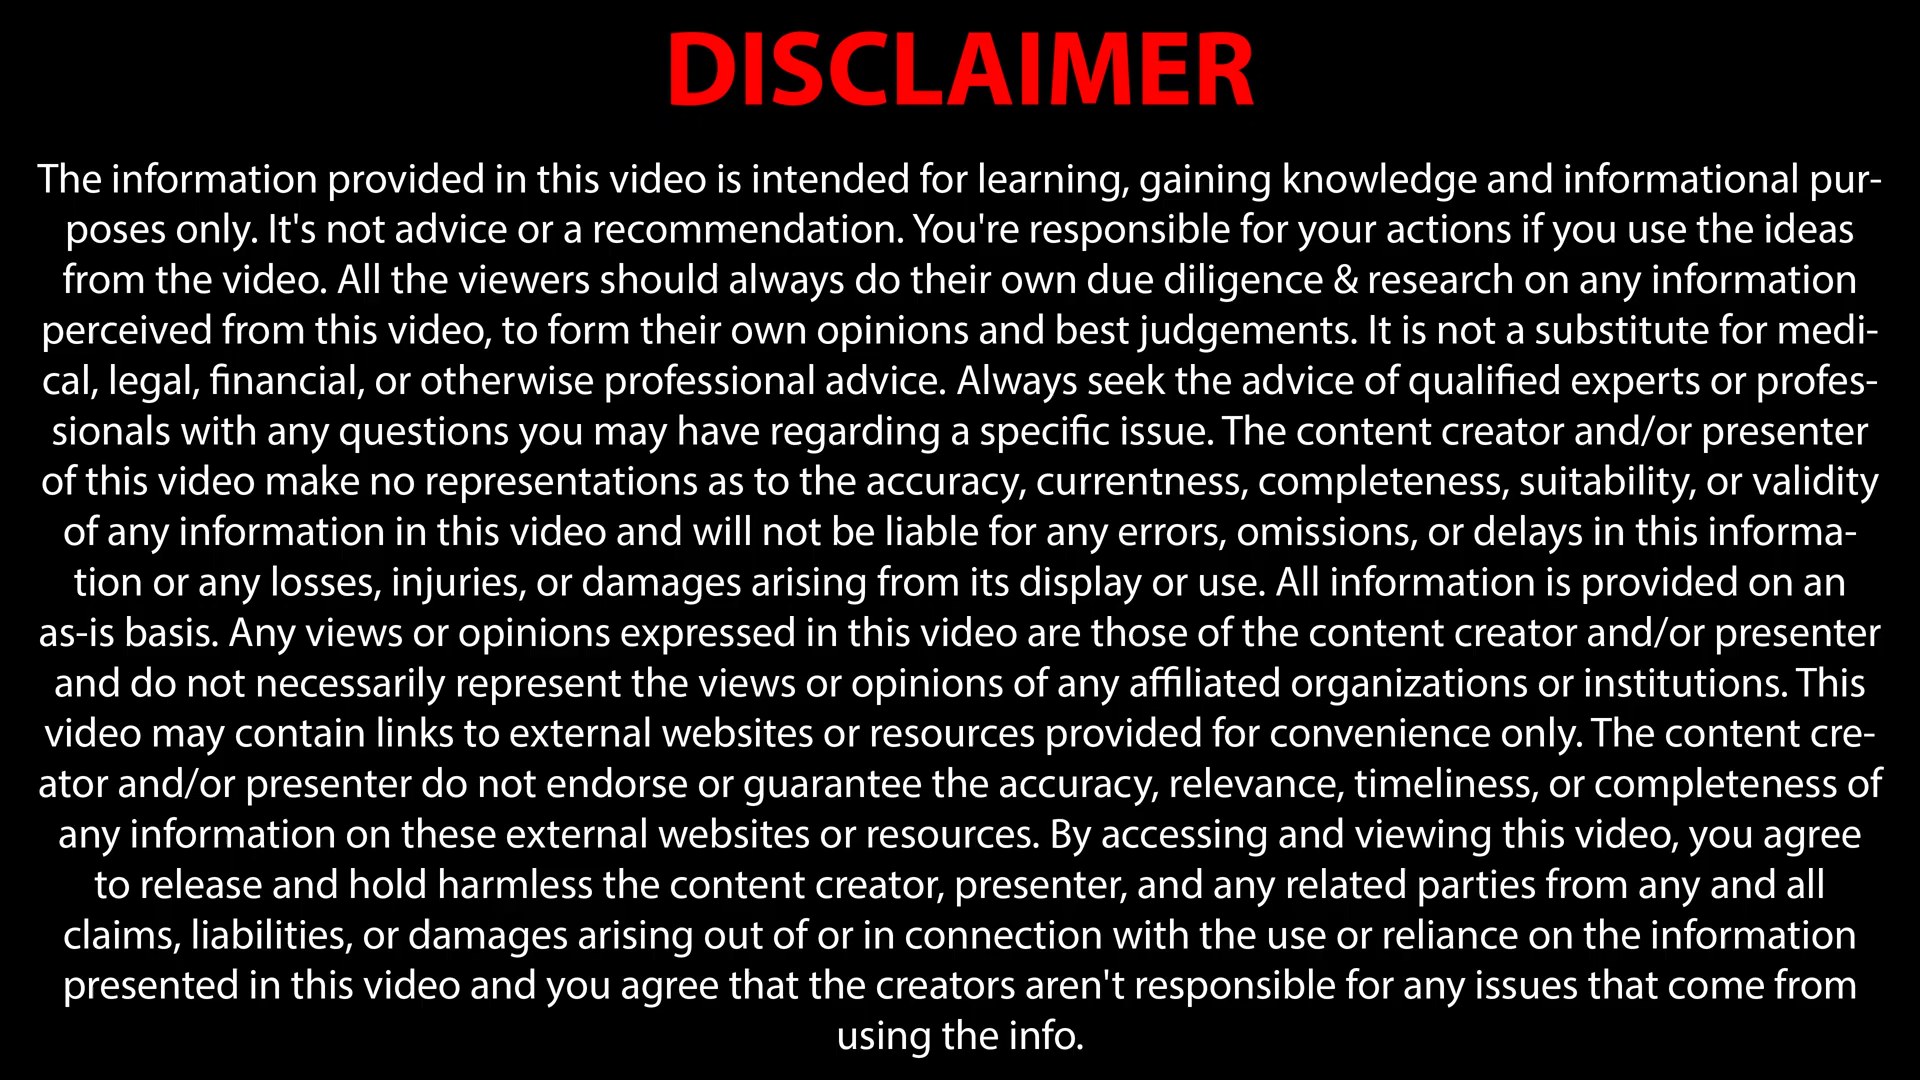 DISCLAIMER
The information provided in this video is intended for learning, gaining knowledge and informational pur-
poses only. It's not advice or a recommendation. You're responsible for your actions if you use the ideas
from the video. All the viewers should always do their own due diligence & research on any information
perceived from this video, to form their own opinions and best judgements. It is not a substitute for medi-
cal, legal, financial, or otherwise professional advice. Always seek the advice of qualified experts or profes-
sionals with any questions you may have regarding a specific issue. The content creator and/or presenter
of this video make no representations as to the accuracy, currentness, completeness, suitability, or validity
of any information in this video and will not be liable for any errors, omissions, or delays in this informa-
tion or any losses, injuries, or damages arising from its display or use. All information is provided on an
as-is basis. Any views or opinions expressed in this video are those of the content creator and/or presenter
and do not necessarily represent the views or opinions of any affiliated organizations or institutions. This
video may contain links to external websites or resources provided for convenience only. The content cre-
ator and/or presenter do not endorse or guarantee the accuracy, relevance, timeliness, or completeness of
any information on these external websites or resources. By accessing and viewing this video, you agree
to release and hold harmless the content creator, presenter, and any related parties from any and all
claims, liabilities, or damages arising out of or in connection with the use or reliance on the information
presented in this video and you agree that the creators aren't responsible for any issues that come from
using the info.